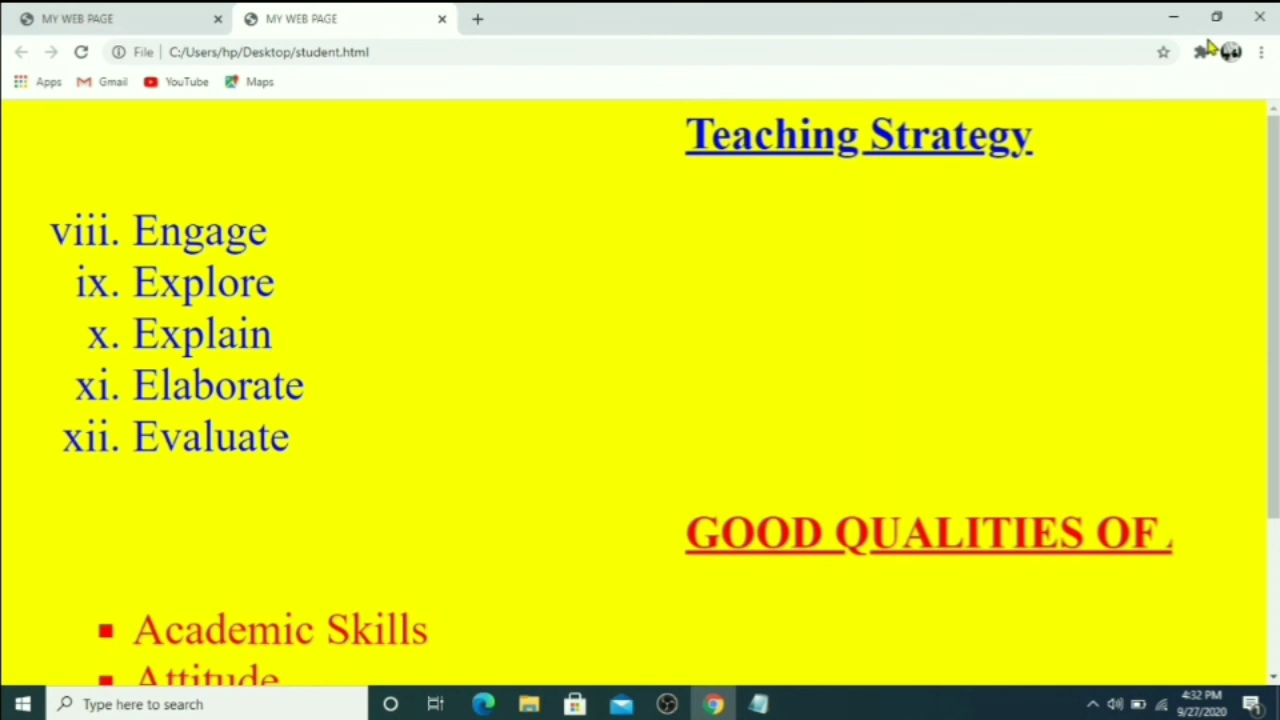 MY WEB PAGE
MY WEB PAGE
File | C:/Users/hp/Desktop/student.html
Apps Gmail YouTube Maps
Teaching Strategy
viii. Engage
ix. Explore
x. Explain
xi. Elaborate
xii. Evaluate
GOOD QUALITIES OF
Academic Skills
Attitude
Type here to search
4:32 PM
9/27/2020
1